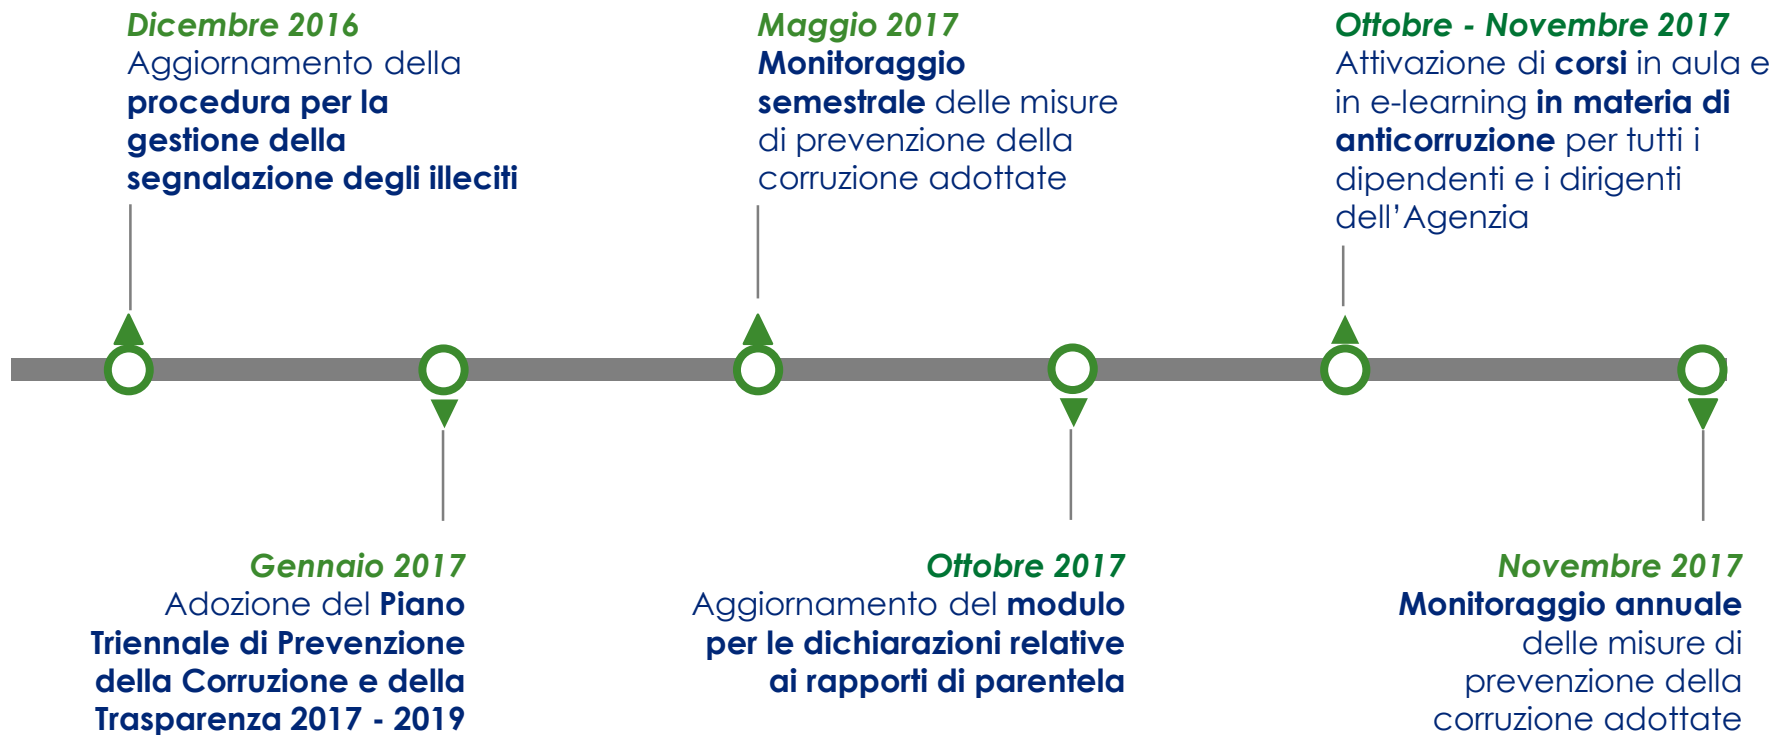 Dicembre 2016
Aggiornamento della
procedura per la
gestione della
segnalazione degli illeciti
Maggio 2017
Monitoraggio
semestrale delle misure
di prevenzione della
corruzione adottate
Ottobre - Novembre 2017
Attivazione di corsi in aula e
in e-learning in materia di
anticorruzione per tutti i
dipendenti e i dirigenti
dell'Agenzia
Gennaio 2017
Adozione del Piano
Triennale di Prevenzione
della Corruzione e della
Trasparenza 2017 - 2019
Ottobre 2017
Aggiornamento del modulo
per le dichiarazioni relative
ai rapporti di parentela
Novembre 2017
Monitoraggio annuale
delle misure di
prevenzione della
corruzione adottate